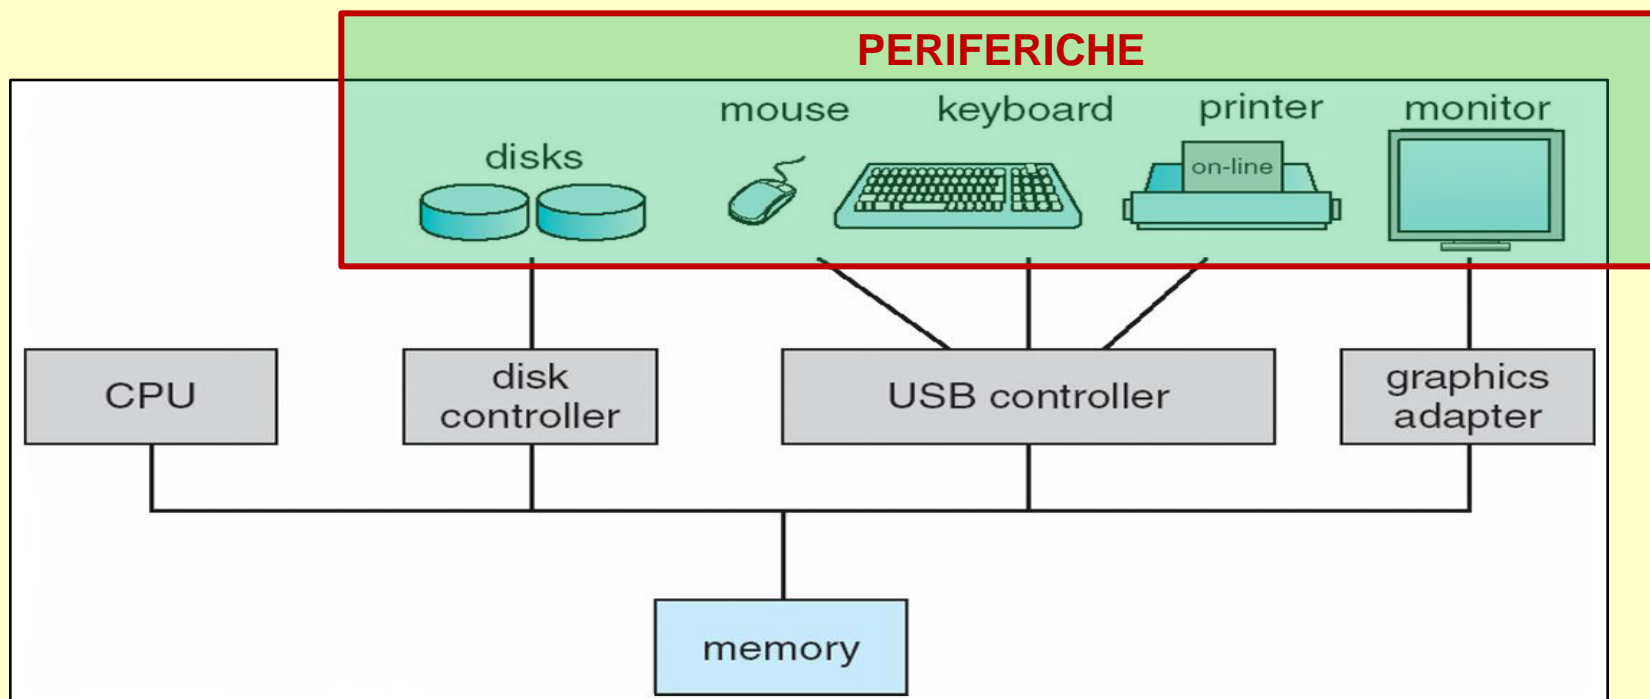 PERIFERICHE
mouse
keyboard
printer
monitor
disks
on-line
CPU
disk
controller
USB controller
graphics
adapter
memory